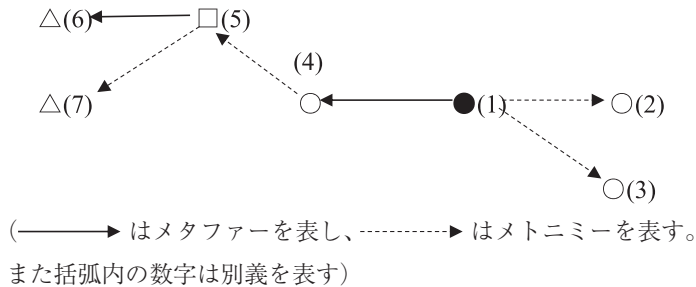 △(6) □(5)
(4)
△(7) ○ ●(1) ○(2)
○(3)
(――→ はメタファーを表し、--------→ はメトニミーを表す。
また括弧内の数字は別義を表す)